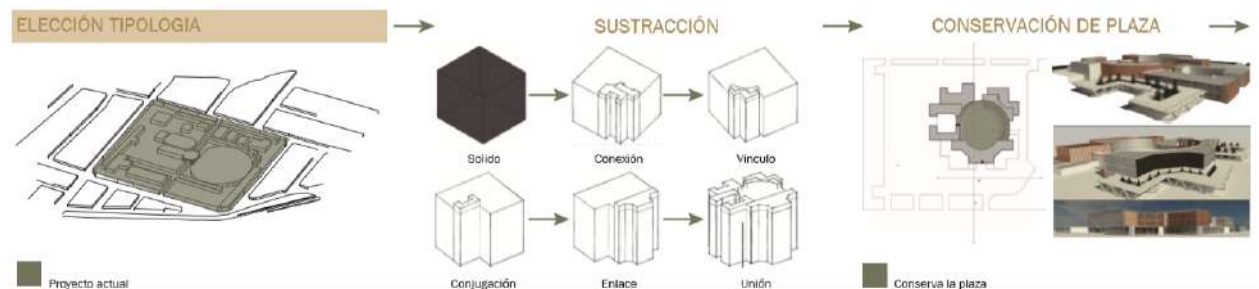 ELECCIÓN TIPOLOGIA
SUSTRACCIÓN
CONSERVACIÓN DE PLAZA
Solido
Conexión
Vinculo
Conjugación
Enlace
Unión
Proyecto actual
Conserva la plaza